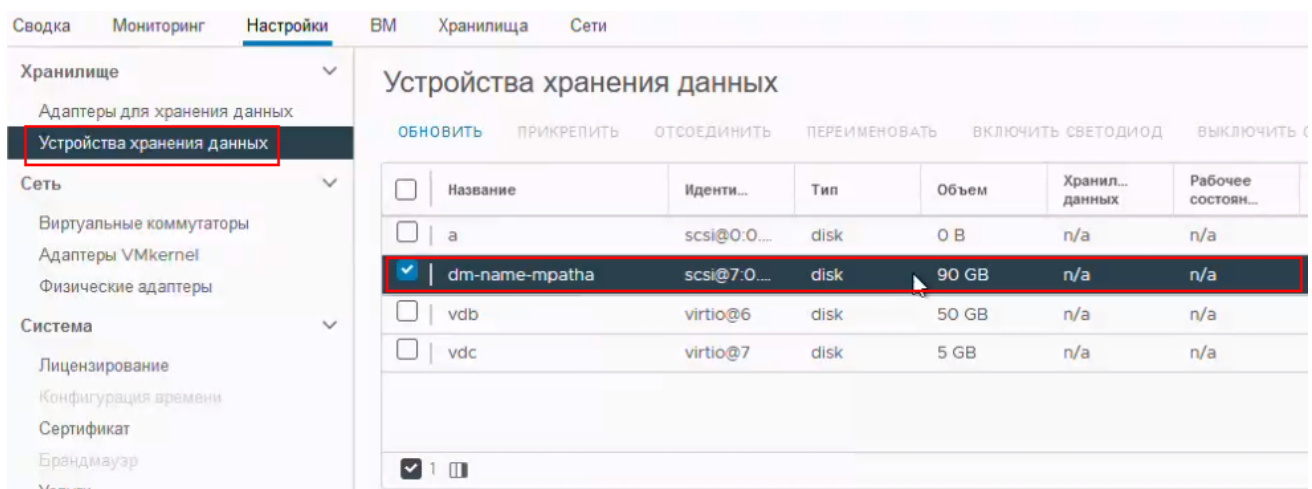 Сводка Мониторинг Настройки ВМ Хранилища Сети
Хранилище
Адаптеры для хранения данных
Устройства хранения данных
Сеть
Виртуальные коммутаторы
Адаптеры VMkernel
Физические адаптеры
Система
Лицензирование
Конфигурация времени
Сертификат
Брандмауэр
Устройства хранения данных
ОБНОВИТЬ ПРИКРЕПИТЬ ОТСОЕДИНИТЬ ПЕРЕИМЕНОВАТЬ ВКЛЮЧИТЬ СВЕТОДИОД ВЫКЛЮЧИТЬ С
Название Иденти... Тип Объем Хранил... данных Рабочее состоян...
a scsi@0:0.... disk 0 B n/a n/a
dm-name-mpatha scsi@7:0.... disk 90 GB n/a n/a
vdb virtio@6 disk 50 GB n/a n/a
vdc virtio@7 disk 5 GB n/a n/a
1